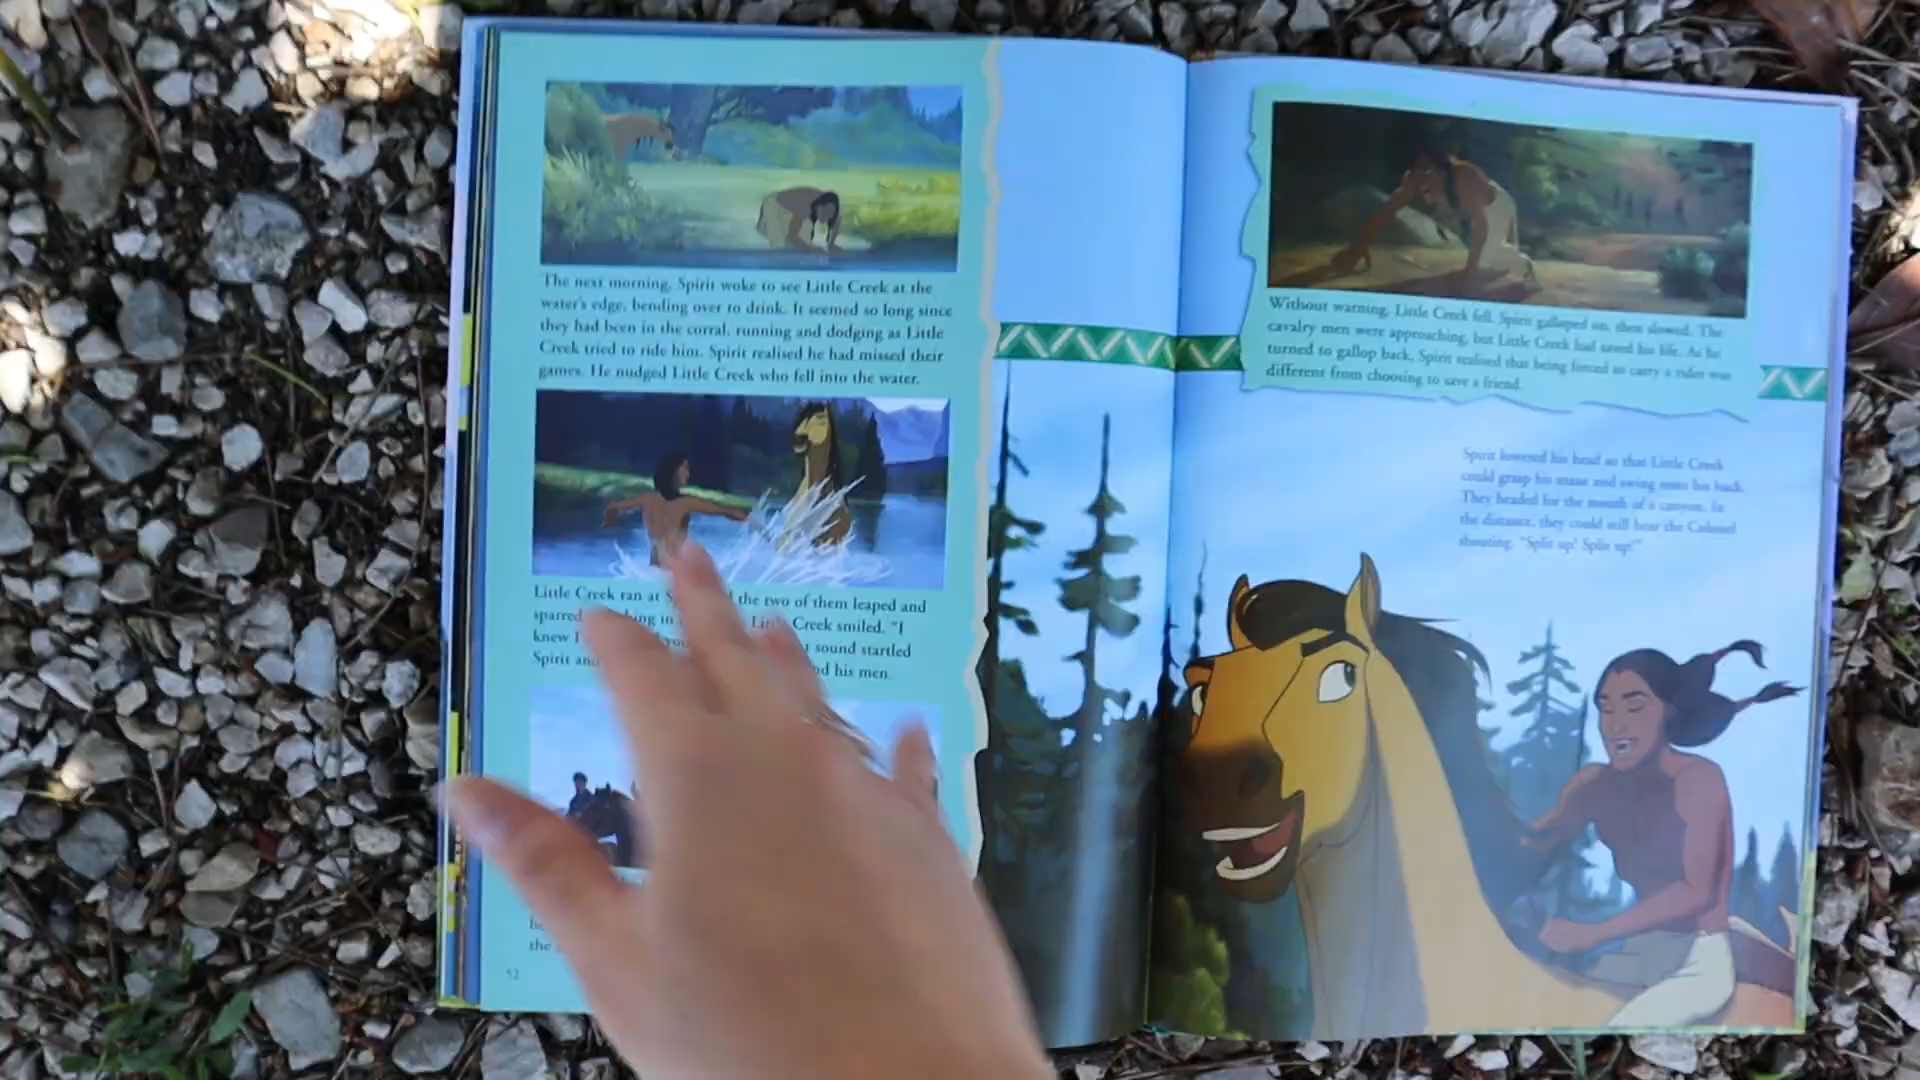 The next morning, Spirit woke to see Little Creek at the
water's edge, bending over to drink. It seemed so long since
they had been in the corral, running and dodging as Little
Creek tried to ride him. Spirit realised he had missed their
games. He nudged Little Creek who fell into the water.
Little Creek ran at the two of them leaped and
sparred in Creek smiled. "I
knew I sound startled
Spirit and his men.
the
52
Without warning, Little Creek fell. Spirit galloped on, then slowed. The
cavalry men were approaching, but Little Creek had saved his life. As he
turned to gallop back, Spirit realised that being forced to carry a rider was
different from choosing to save a friend.
Spirit lowered his head so that Little Creek
could grasp his mane and swing onto his back.
They headed for the mouth of a canyon. In
the distance, they could still hear the Colonel
shouting, "Split up! Split up!"